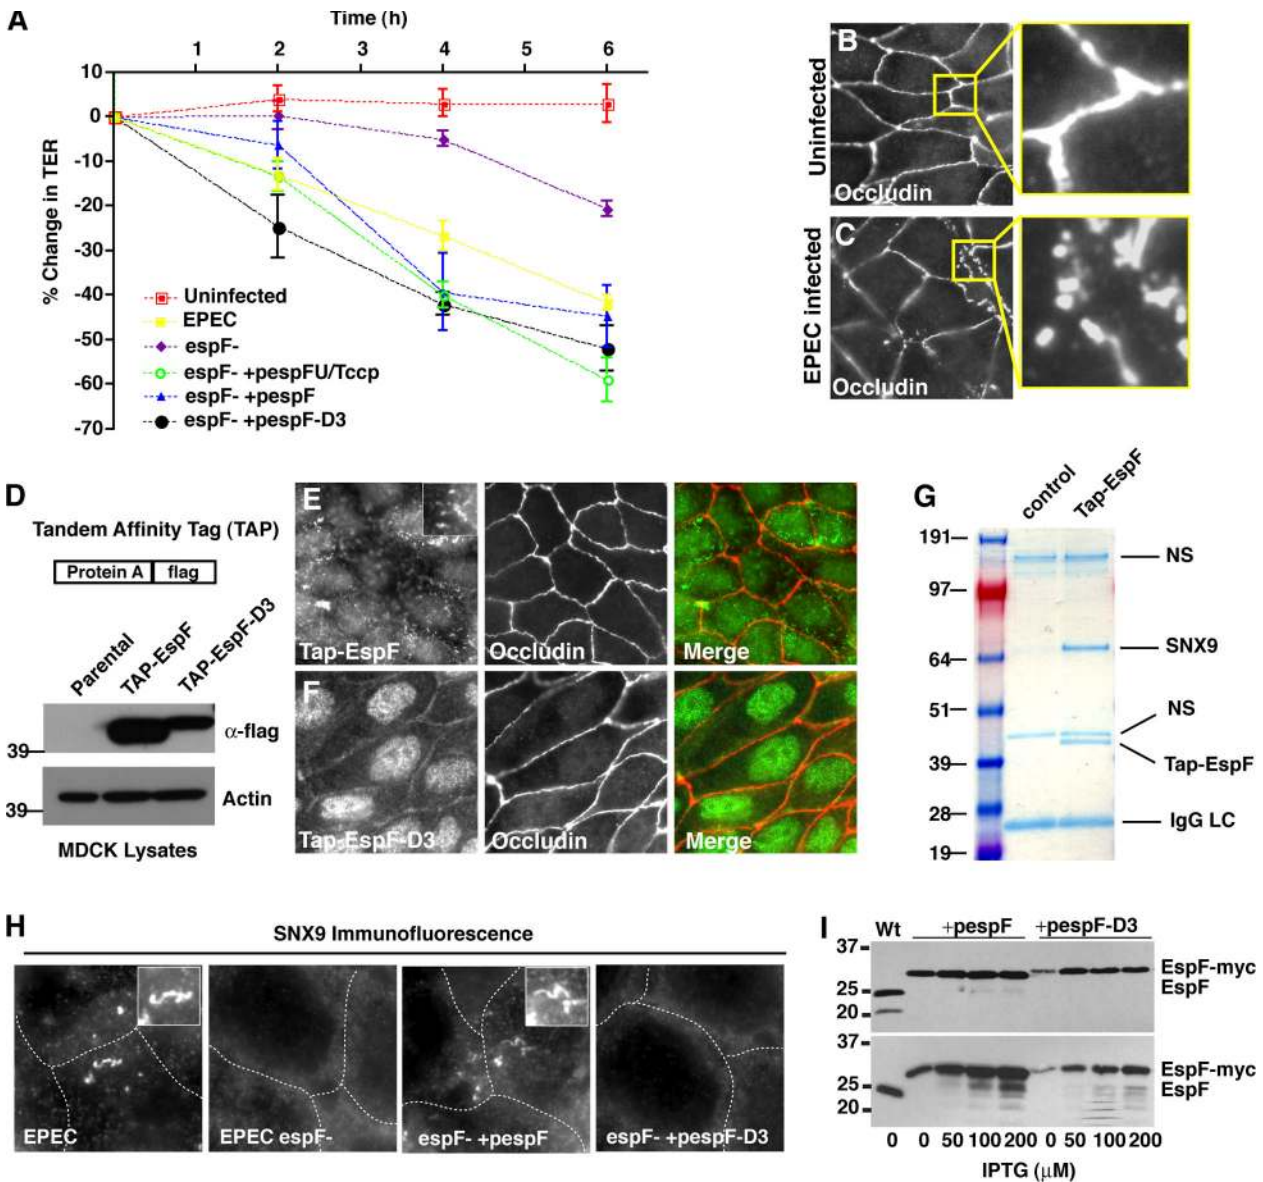 A
Time (h)
1 2 3 4 5 6
10
0
-10
-20
-30
-40
-50
-60
-70
% Change in TER
Uninfected
EPEC
espF-
espF- +pespFU/Tccp
espF- +pespF
espF- +pespF-D3
B
Uninfected
Occludin
C
EPEC infected
Occludin
D
Tandem Affinity Tag (TAP)
Protein A flag
Parental
TAP-EspF
TAP-EspF-D3
39
α-flag
39
Actin
MDCK Lysates
E
Tap-EspF
Occludin
Merge
F
Tap-EspF-D3
Occludin
Merge
G
control
Tap-EspF
191
97
64
51
39
28
19
NS
SNX9
NS
Tap-EspF
IgG LC
H
SNX9 Immunofluorescence
EPEC
EPEC espF-
espF- +pespF
espF- +pespF-D3
I
Wt +pespF +pespF-D3
37
25
20
EspF-myc
EspF
37
25
20
EspF-myc
EspF
0 0 50 100 200 0 50 100 200
IPTG (μM)